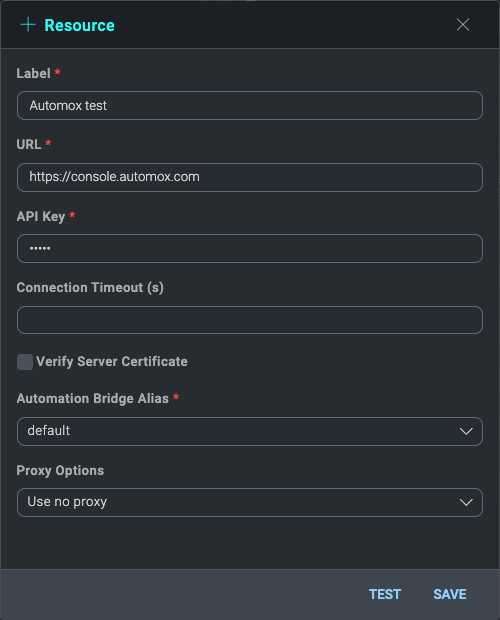 + Resource
Label *
Automox test
URL *
https://console.automox.com
API Key *
•••••
Connection Timeout (s)
Verify Server Certificate
Automation Bridge Alias *
default
Proxy Options
Use no proxy
TEST SAVE